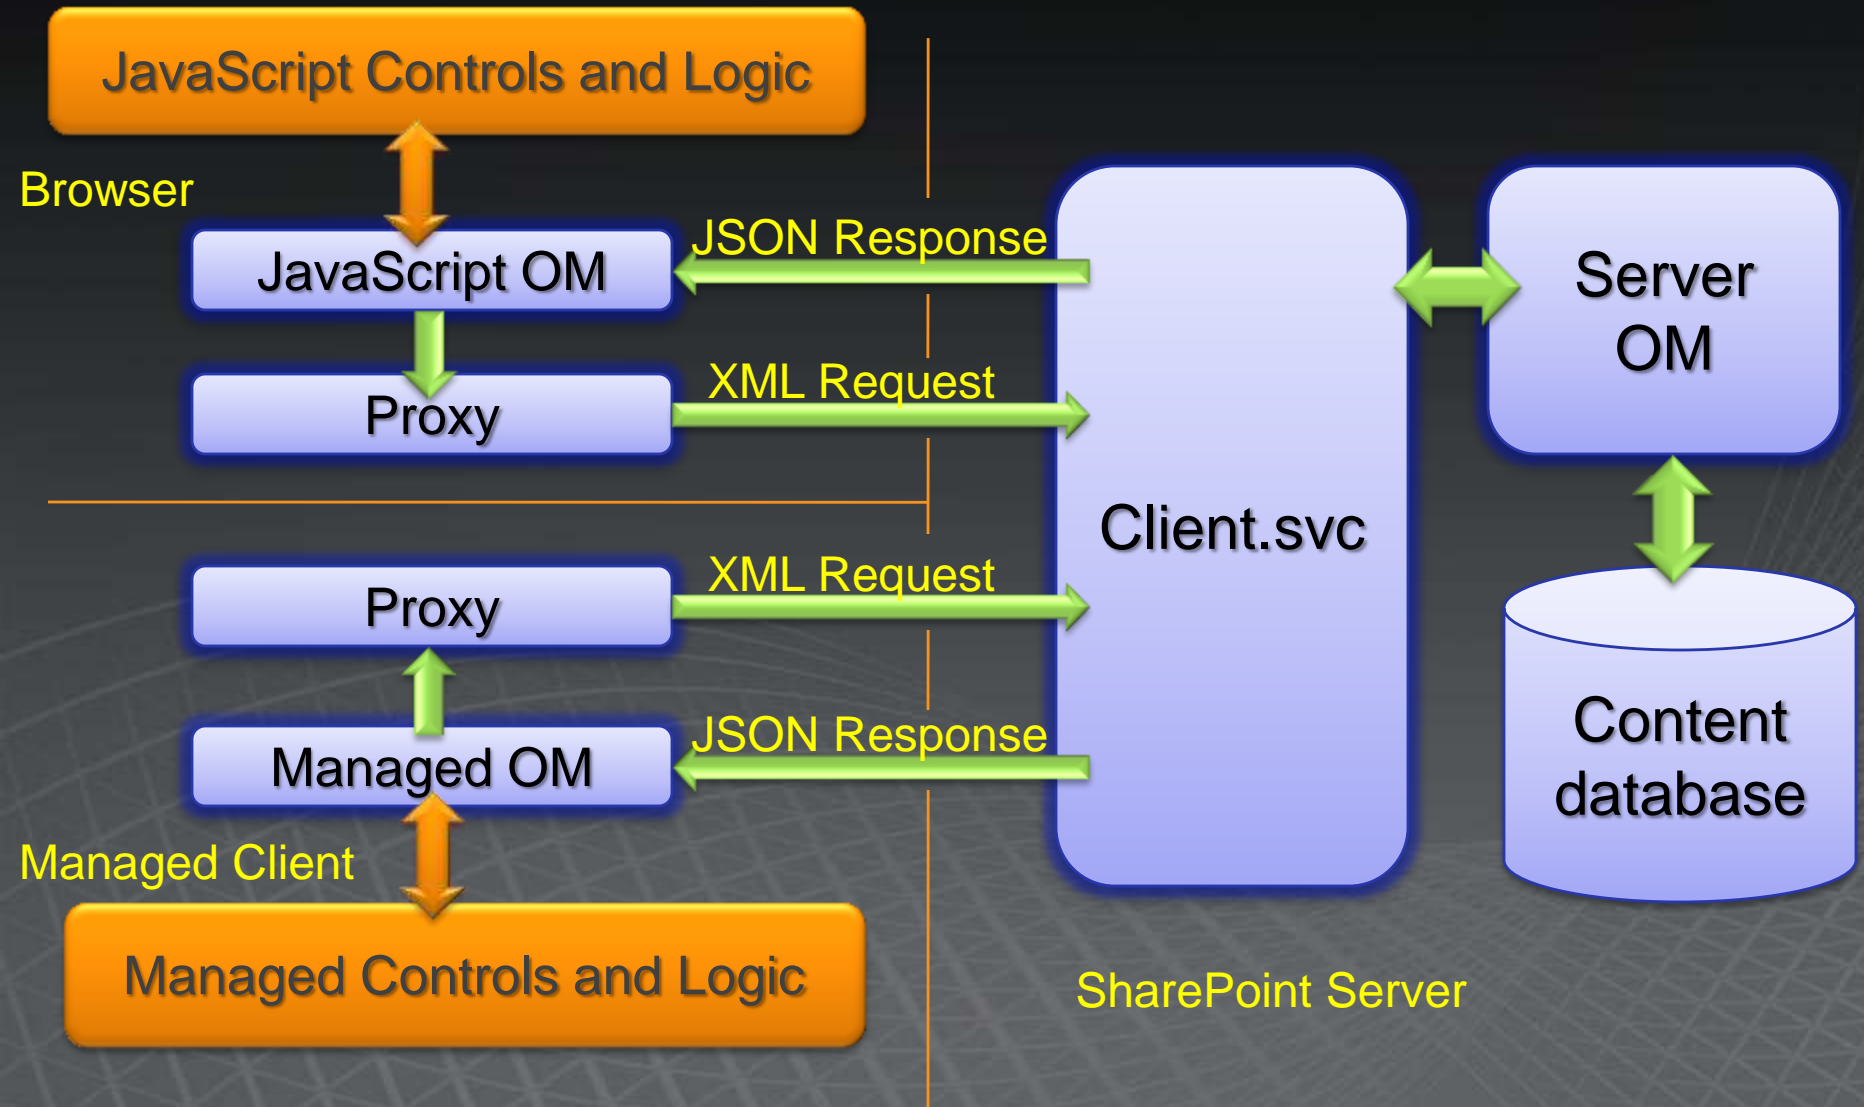 JavaScript Controls and Logic
Browser
JavaScript OM
JSON Response
Proxy
XML Request
Proxy
XML Request
Managed OM
JSON Response
Managed Client
Managed Controls and Logic
Client.svc
Server
OM
Content
database
SharePoint Server